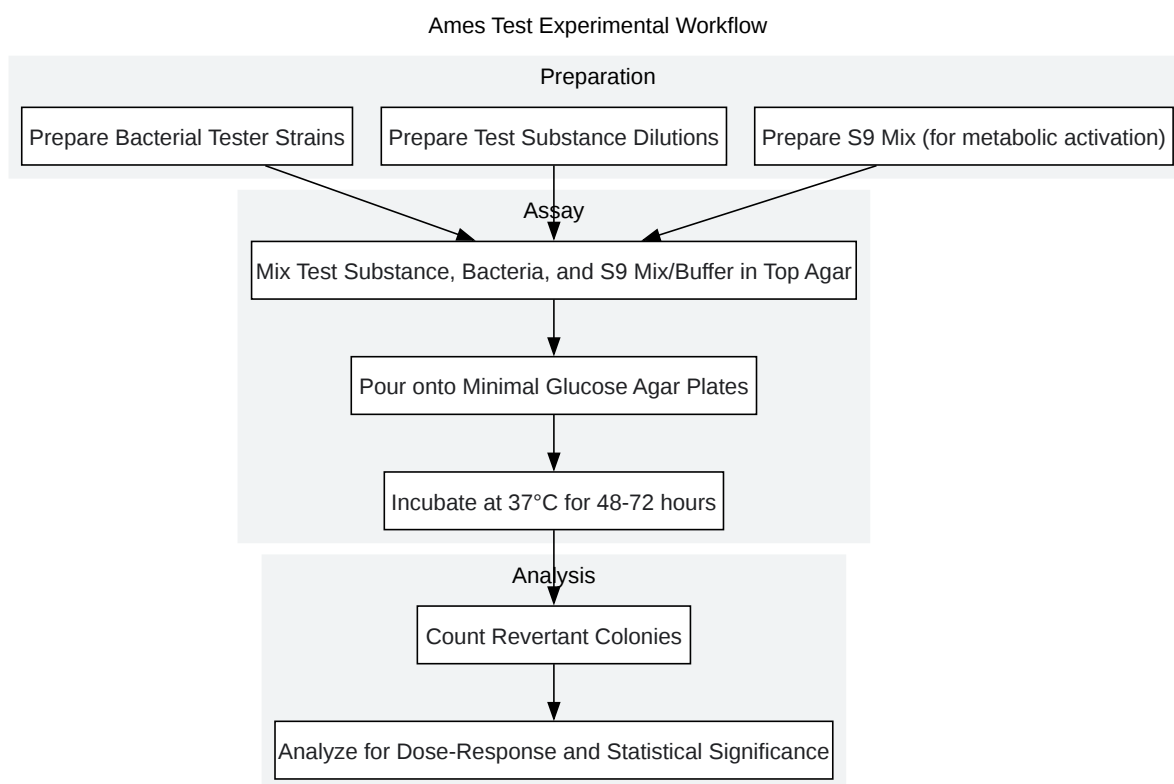 Ames Test Experimental Workflow
Preparation
Prepare Bacterial Tester Strains
Prepare Test Substance Dilutions
Prepare S9 Mix (for metabolic activation)
Assay
Mix Test Substance, Bacteria, and S9 Mix/Buffer in Top Agar
Pour onto Minimal Glucose Agar Plates
Incubate at 37°C for 48-72 hours
Analysis
Count Revertant Colonies
Analyze for Dose-Response and Statistical Significance